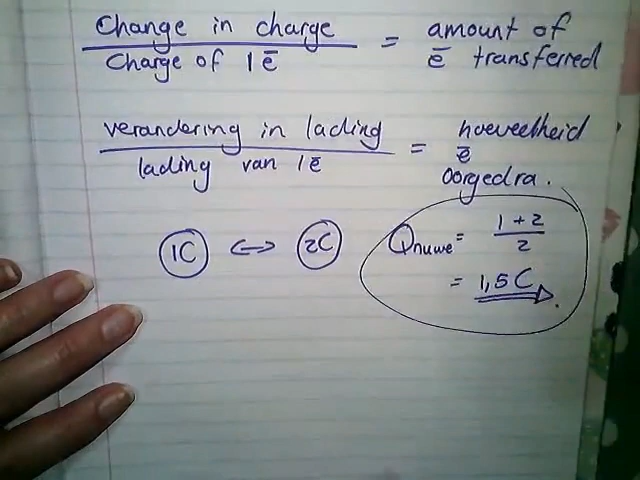 Change in charge = amount of
Charge of 1ē ē transferred
verandering in lading = hoeveelheid
lading van 1ē ē
oorgedra.
1C ⟷ 2C Qnuwe = 1+2
2
= 1,5C